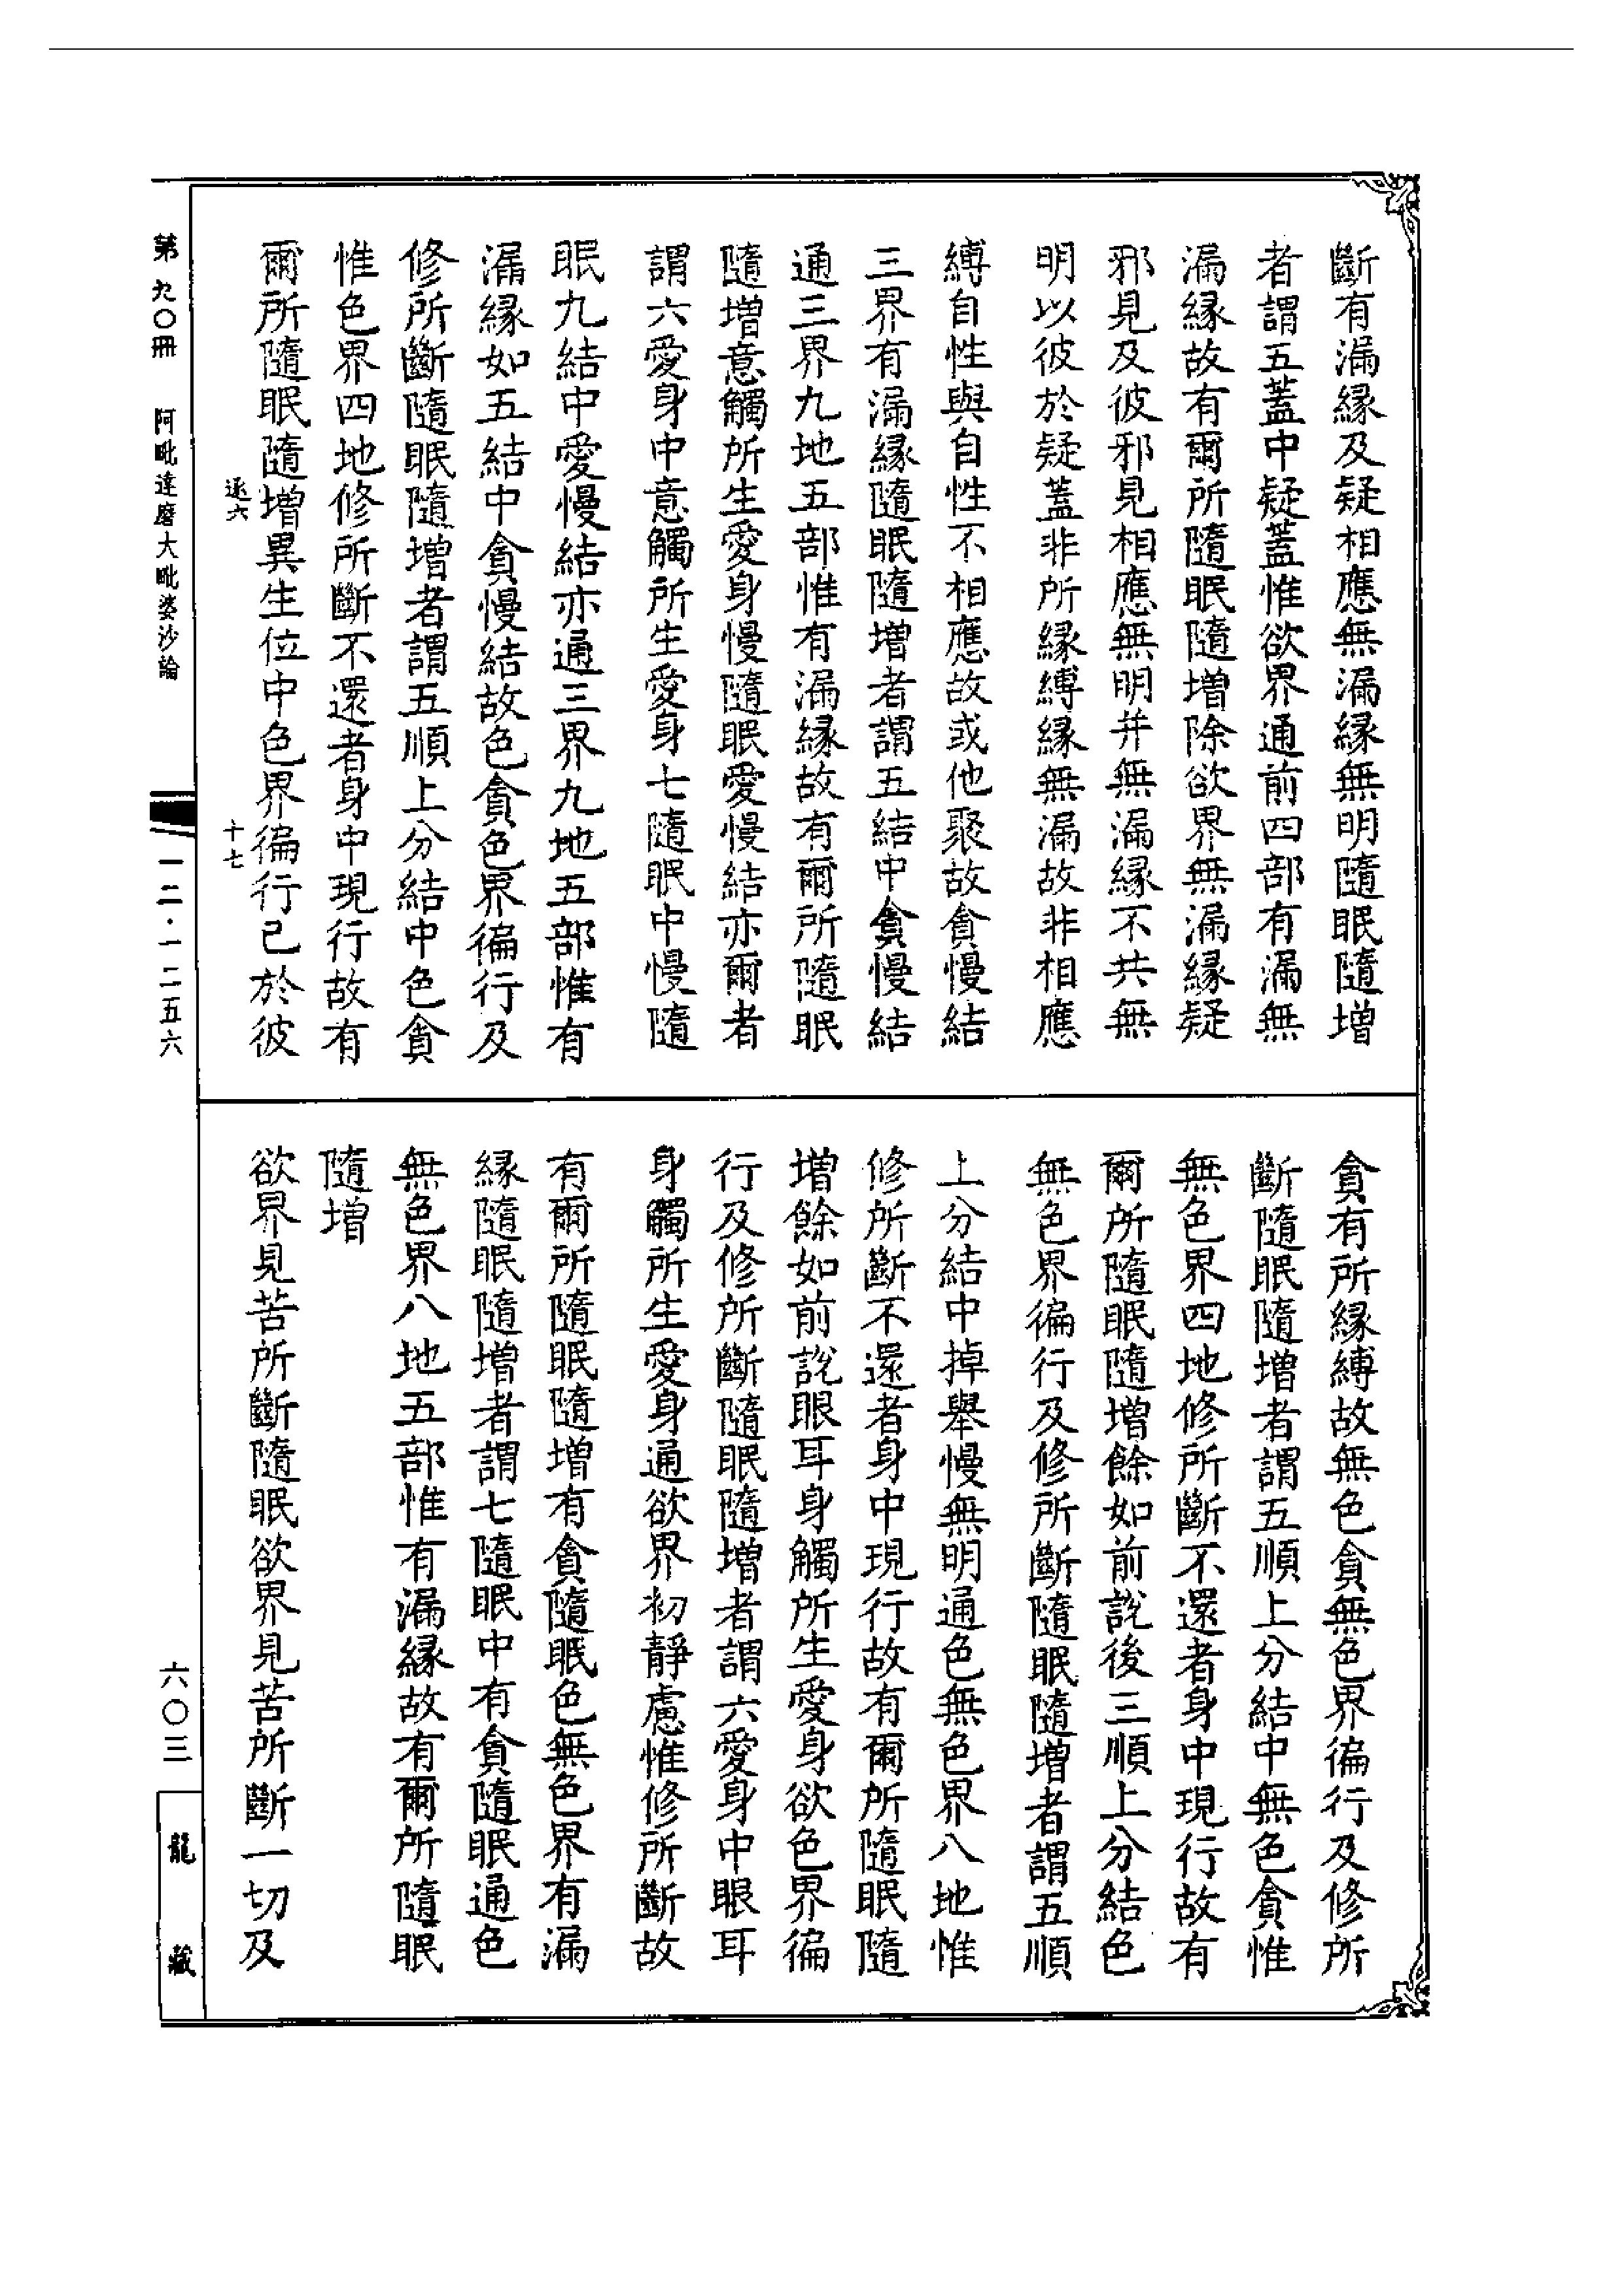 斷有漏緣及疑相應無漏緣無明隨眠隨增
者謂五蓋中疑蓋惟欲界通前四部有漏無
漏緣故有爾所隨眠隨增除欲界無漏緣疑
邪見及彼邪見相應無明并無漏緣不共無
明以彼於疑蓋非所緣縛緣無漏故非相應
縛自性與自性不相應故或他聚故貪慢結
三界有漏緣隨眠隨增者謂五結中貪慢結
通三界九地五部惟有漏緣故有爾所隨眠
隨增意觸所生愛身慢隨眠愛慢結亦爾者
謂六愛身中意觸所生愛身七隨眠中慢隨
眠九結中愛慢結亦通三界九地五部惟有
漏緣如五結中貪慢結故色貪色界徧行及
修所斷隨眠隨增者謂五順上分結中色貪
惟色界四地修所斷不還者身中現行故有
爾所隨眠隨增異生位中色界徧行已於彼
貪有所緣縛故無色貪無色界徧行及修所
斷隨眠隨增者謂五順上分結中無色貪惟
無色界四地修所斷不還者身中現行故有
爾所隨眠隨增餘如前說後三順上分結色
無色界徧行及修所斷隨眠隨增者謂五順
上分結中掉舉慢無明通色無色界八地惟
修所斷不還者身中現行故有爾所隨眠隨
增餘如前說眼耳身觸所生愛身欲色界徧
行及修所斷隨眠隨增者謂六愛身中眼耳
身觸所生愛身通欲界初靜慮惟修所斷故
有爾所隨眠隨增有貪隨眠色無色界有漏
緣隨眠隨增者謂七隨眠中有貪隨眠通色
無色界八地五部惟有漏緣故有爾所隨眠
隨增
欲界見苦所斷隨眠欲界見苦所斷一切及
逐六
十七
第九〇冊 阿毗達磨大毗婆沙論
一二·一二五六
六〇三
龍藏